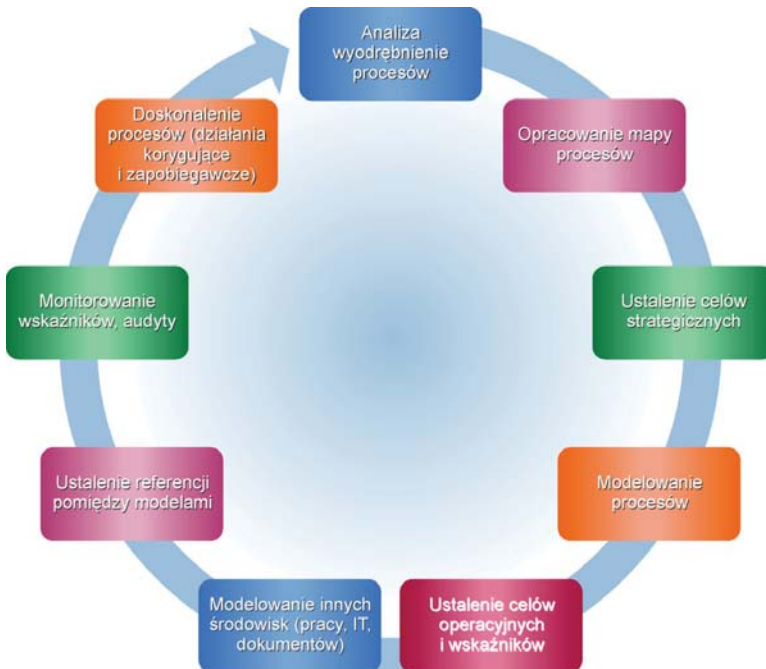 Analiza
wyodrębnienie
procesów
Opracowanie mapy
procesów
Ustalenie celów
strategicznych
Modelowanie
procesów
Ustalenie celów
operacyjnych
i wskaźników
Modelowanie innych
środowisk (pracy, IT,
dokumentów)
Ustalenie referencji
pomiędzy modelami
Monitorowanie
wskaźników, audyty
Doskonalenie
procesów (działania
korygujące
i zapobiegawcze)